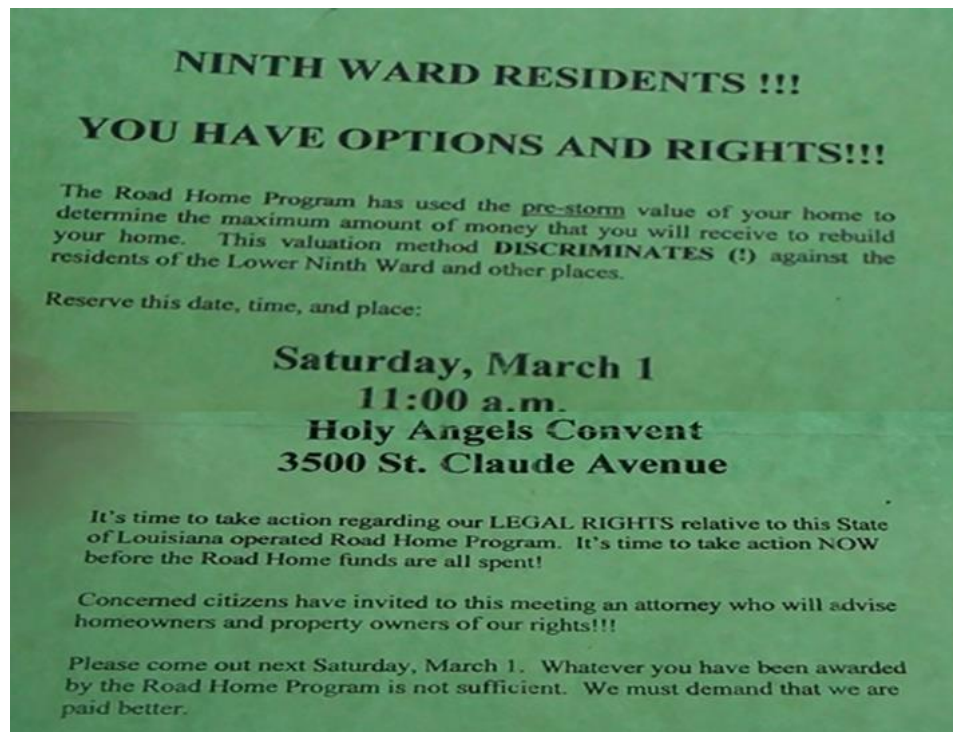 NINTH WARD RESIDENTS !!!
YOU HAVE OPTIONS AND RIGHTS!!!
The Road Home Program has used the pre-storm value of your home to
determine the maximum amount of money that you will receive to rebuild
your home. This valuation method DISCRIMINATES (!) against the
residents of the Lower Ninth Ward and other places.
Reserve this date, time, and place:
Saturday, March 1
11:00 a.m.
Holy Angels Convent
3500 St. Claude Avenue
It's time to take action regarding our LEGAL RIGHTS relative to this State
of Louisiana operated Road Home Program. It's time to take action NOW
before the Road Home funds are all spent!
Concerned citizens have invited to this meeting an attorney who will advise
homeowners and property owners of our rights!!!
Please come out next Saturday, March 1. Whatever you have been awarded
by the Road Home Program is not sufficient. We must demand that we are
paid better.